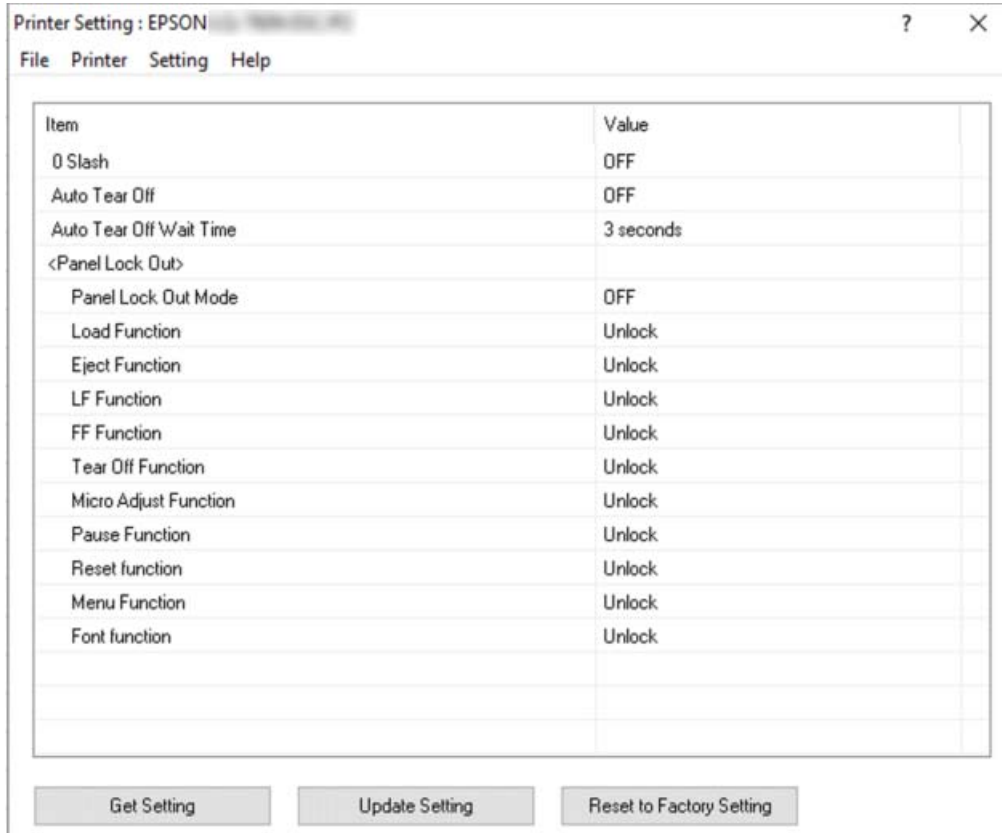 Printer Setting : EPSON
? ×
File Printer Setting Help
Item Value
0 Slash OFF
Auto Tear Off OFF
Auto Tear Off Wait Time 3 seconds
<Panel Lock Out>
Panel Lock Out Mode OFF
Load Function Unlock
Eject Function Unlock
LF Function Unlock
FF Function Unlock
Tear Off Function Unlock
Micro Adjust Function Unlock
Pause Function Unlock
Reset function Unlock
Menu Function Unlock
Font function Unlock
Get Setting Update Setting Reset to Factory Setting